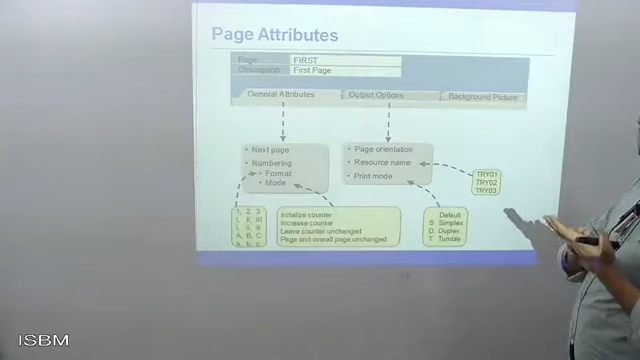 Page Attributes
Page: FIRST
Description: First Page
General Attributes
Output Options
Background Picture
• Next page
• Numbering
• Format
• Mode
• Page orientation
• Resource name
• Print mode
TRY01
TRY02
TRY03
1, 2, 3
I, II, III
i, ii, iii
A, B, C
a, b, c
Initialize counter
Increase counter
Leave counter unchanged
Page and overall page unchanged
Default
S Simplex
D Duplex
T Tumble
ISBM